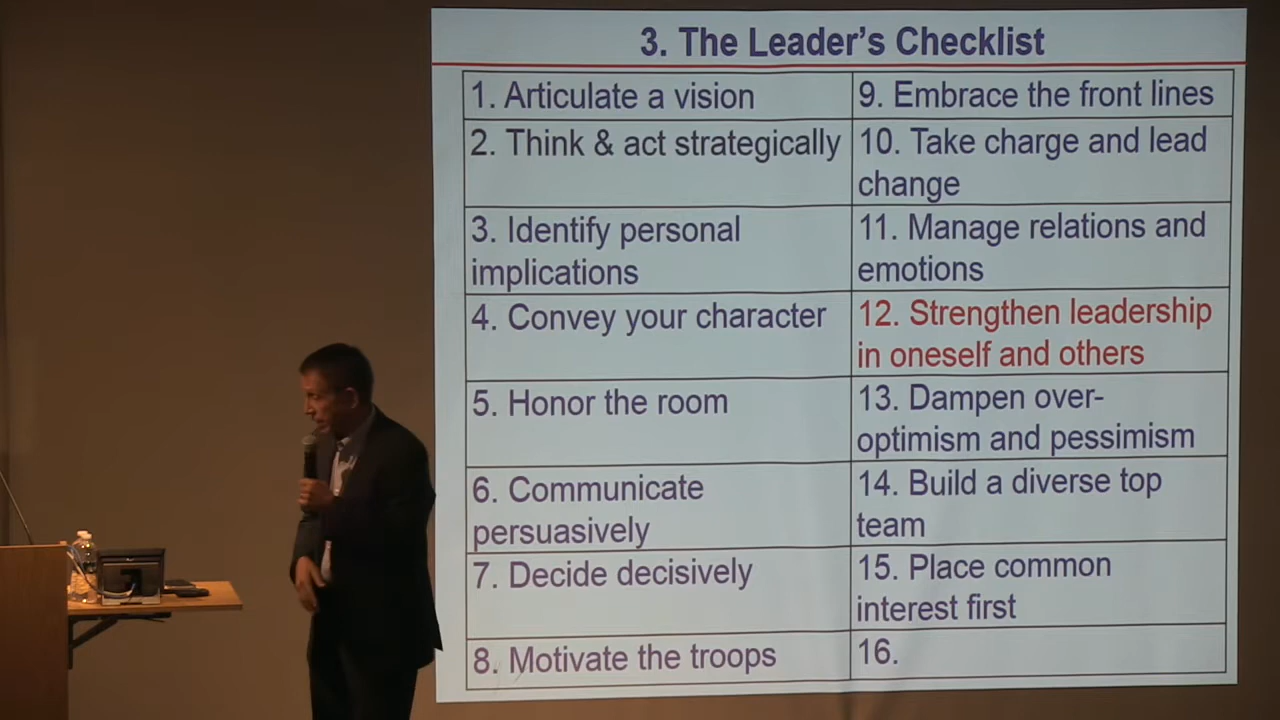 3. The Leader's Checklist
1. Articulate a vision
2. Think & act strategically
3. Identify personal
implications
4. Convey your character
5. Honor the room
6. Communicate
persuasively
7. Decide decisively
8. Motivate the troops
9. Embrace the front lines
10. Take charge and lead
change
11. Manage relations and
emotions
12. Strengthen leadership
in oneself and others
13. Dampen over-
optimism and pessimism
14. Build a diverse top
team
15. Place common
interest first
16.